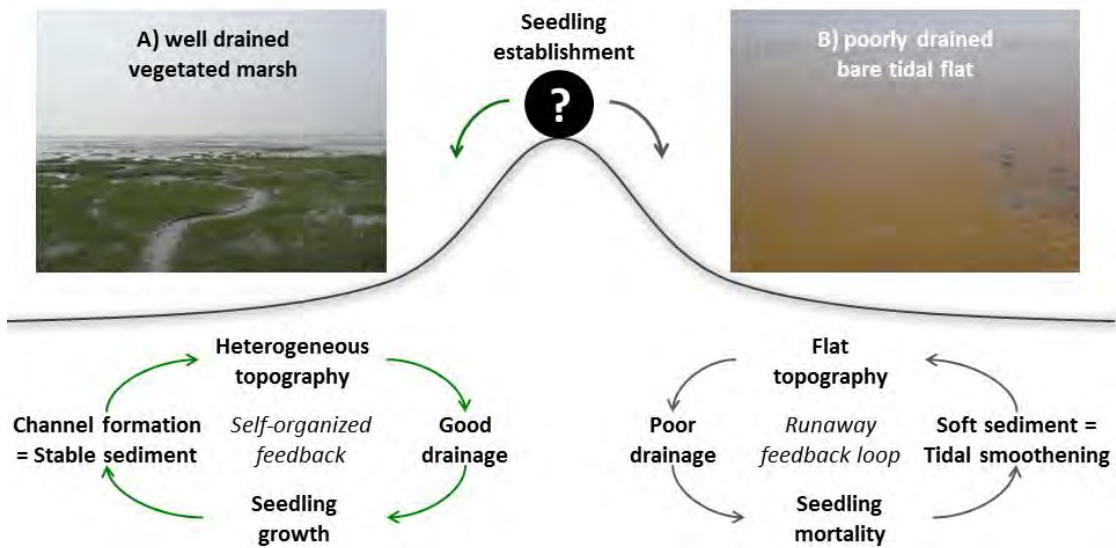 A) well drained
vegetated marsh
Seedling
establishment
?
B) poorly drained
bare tidal flat
Heterogeneous
topography
Channel formation
= Stable sediment
Self-organized
feedback
Good
drainage
Seedling
growth
Flat
topography
Poor
drainage
Runaway
feedback loop
Soft sediment =
Tidal smoothening
Seedling
mortality